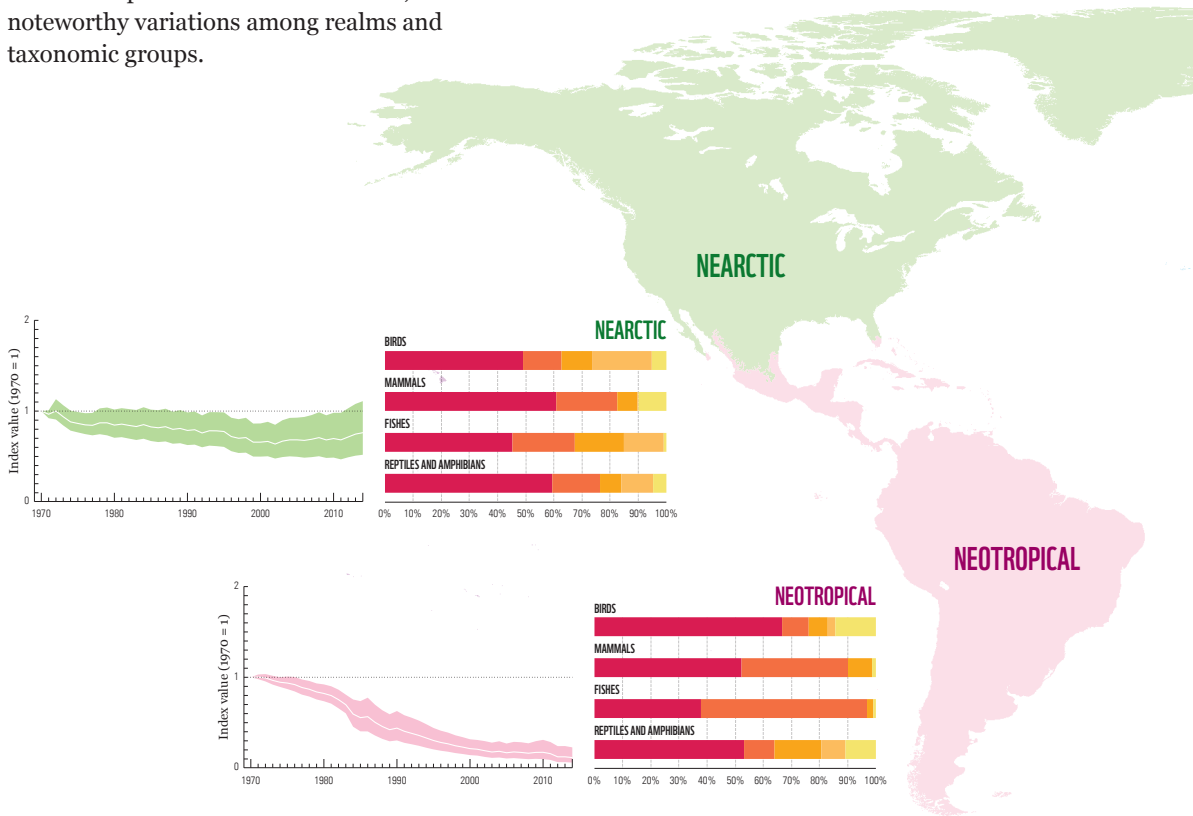 noteworthy variations among realms and
taxonomic groups.
NEARCTIC
NEARCTIC
2
1
0
Index value (1970 = 1)
1970 1980 1990 2000 2010
BIRDS
MAMMALS
FISHES
REPTILES AND AMPHIBIANS
0% 10% 20% 30% 40% 50% 60% 70% 80% 90% 100%
NEOTROPICAL
NEOTROPICAL
2
1
0
Index value (1970 = 1)
1970 1980 1990 2000 2010
BIRDS
MAMMALS
FISHES
REPTILES AND AMPHIBIANS
0% 10% 20% 30% 40% 50% 60% 70% 80% 90% 100%